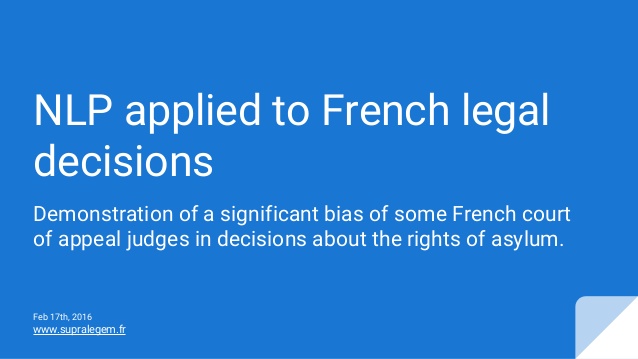 NLP applied to French legal
decisions
Demonstration of a significant bias of some French court
of appeal judges in decisions about the rights of asylum.
Feb 17th, 2016
www.supralegem.fr